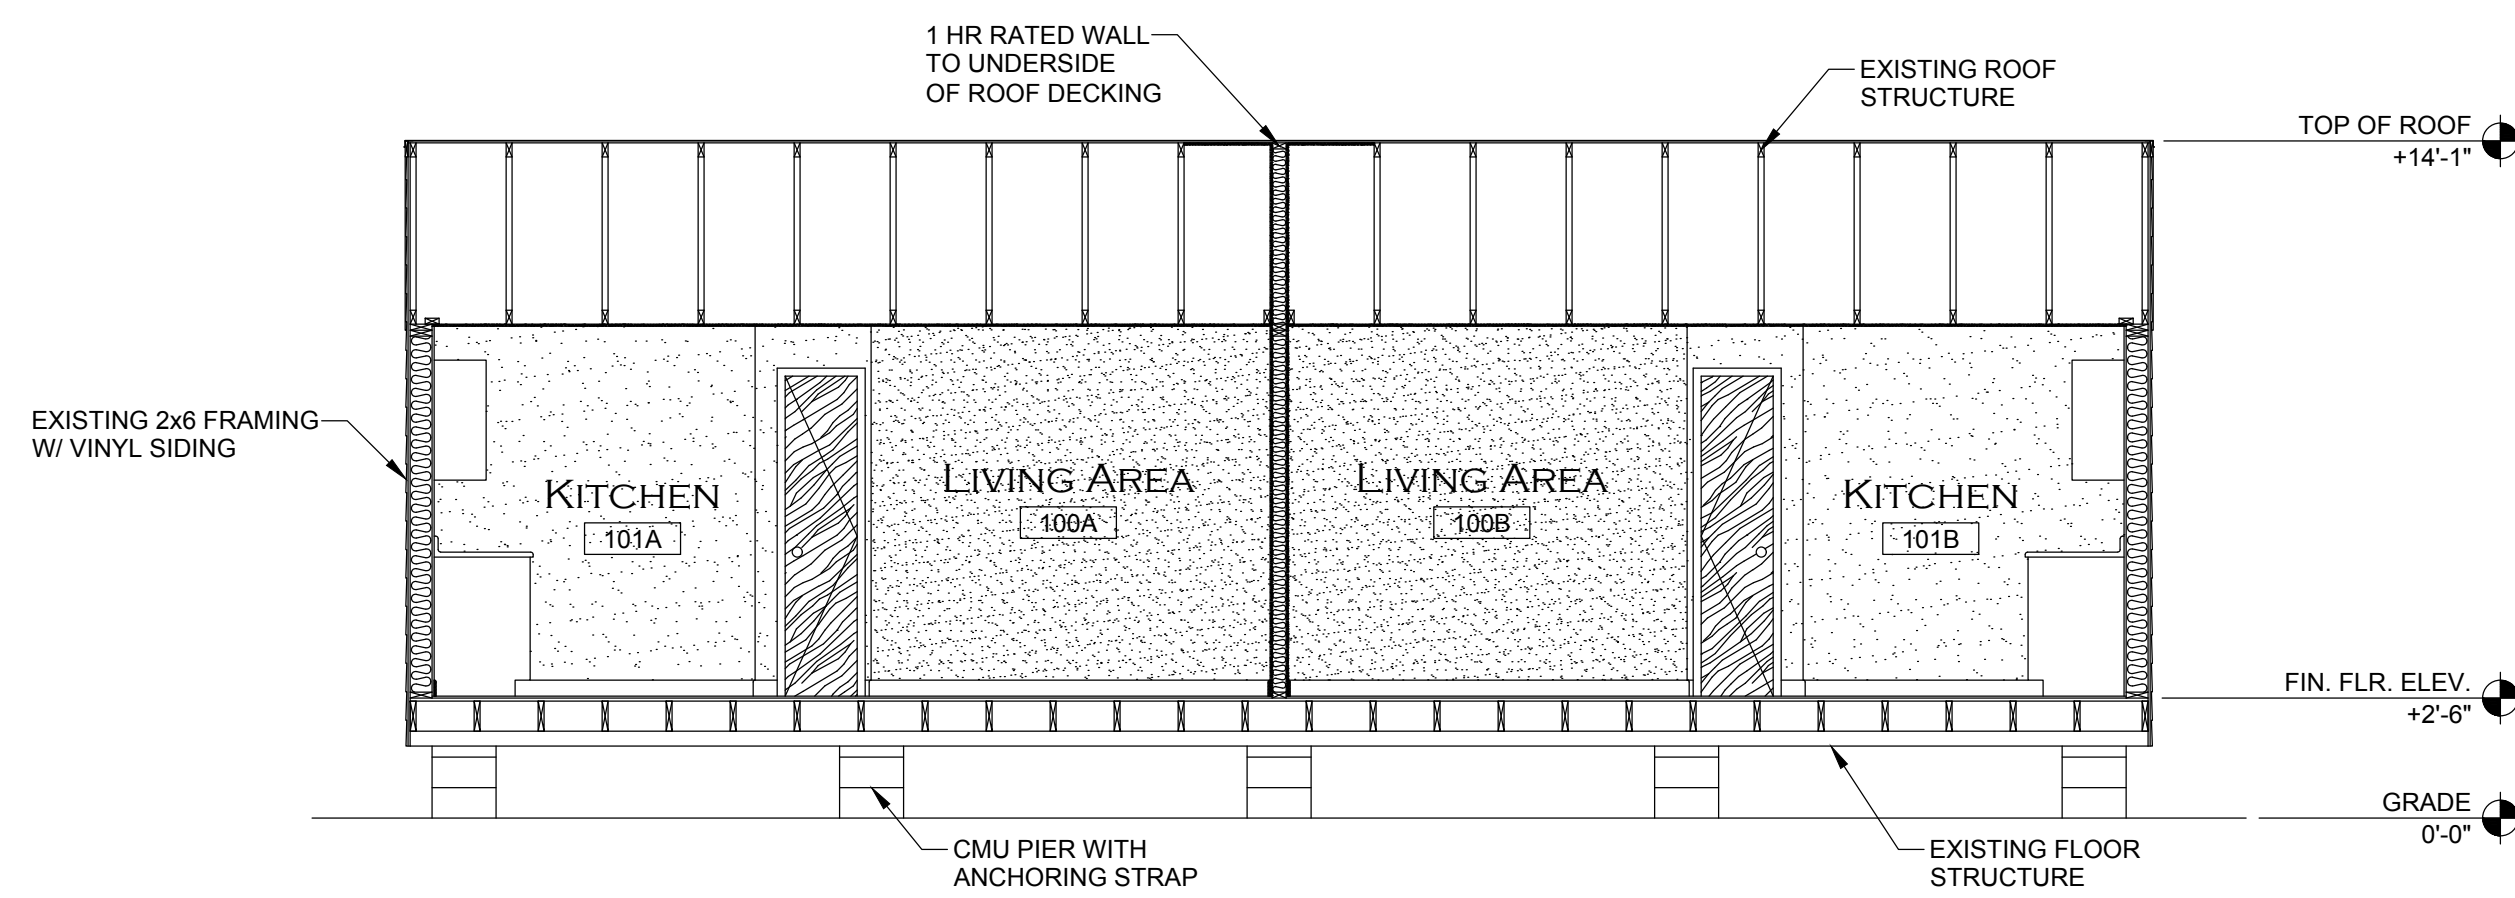 1 HR RATED WALL
TO UNDERSIDE
OF ROOF DECKING
EXISTING ROOF
STRUCTURE
TOP OF ROOF
+14'-1"
EXISTING 2x6 FRAMING
W/ VINYL SIDING
KITCHEN
101A
LIVING AREA
100A
LIVING AREA
100B
KITCHEN
101B
FIN. FLR. ELEV.
+2'-6"
GRADE
0'-0"
CMU PIER WITH
ANCHORING STRAP
EXISTING FLOOR
STRUCTURE